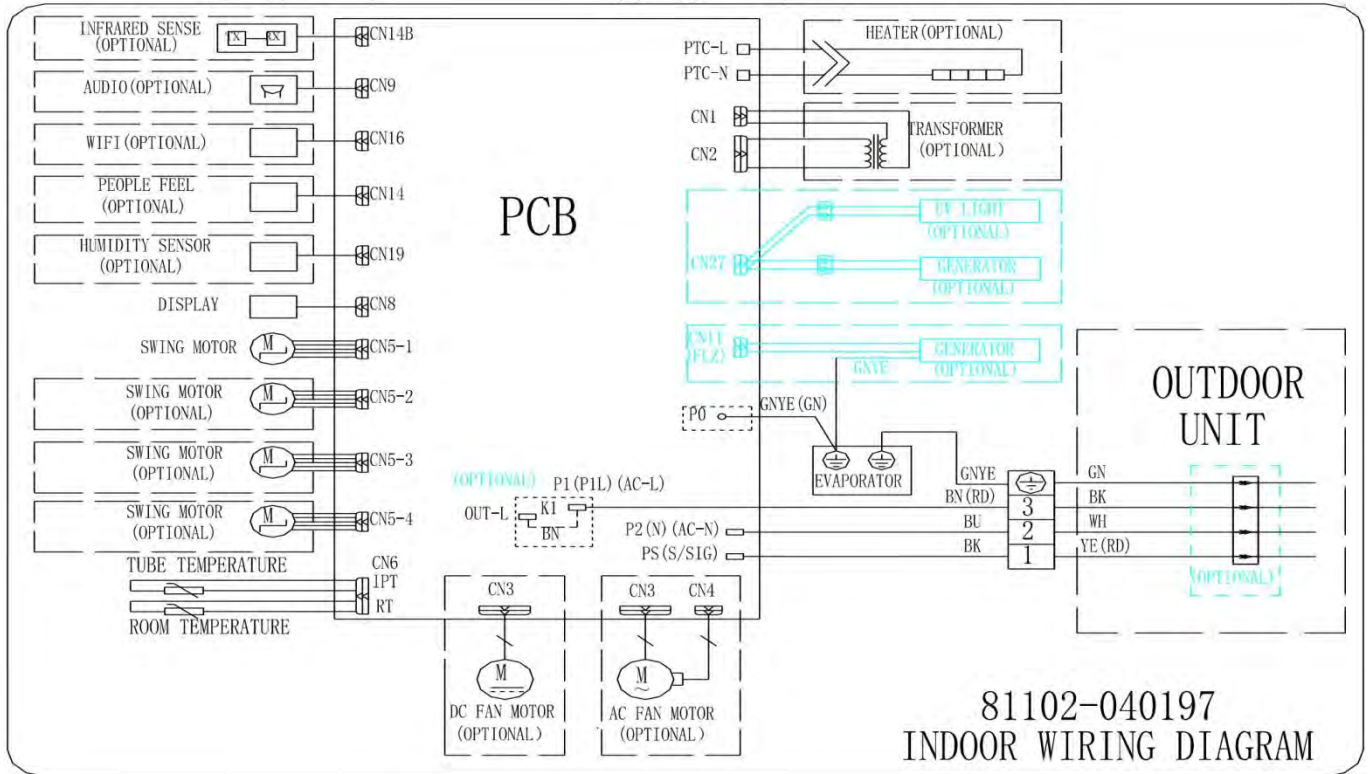 INFRARED SENSE
(OPTIONAL)
TX
RX
CN14B
AUDIO(OPTIONAL)
CN9
WIFI(OPTIONAL)
CN16
PEOPLE FEEL
(OPTIONAL)
CN14
HUMIDITY SENSOR
(OPTIONAL)
CN19
DISPLAY
CN8
SWING MOTOR
M
CN5-1
SWING MOTOR
(OPTIONAL)
M
CN5-2
SWING MOTOR
(OPTIONAL)
M
CN5-3
SWING MOTOR
(OPTIONAL)
M
CN5-4
TUBE TEMPERATURE
CN6
IPT
RT
ROOM TEMPERATURE
PCB
PTC-L
PTC-N
HEATER(OPTIONAL)
CN1
CN2
TRANSFORMER
(OPTIONAL)
CN27
UV LIGHT
(OPTIONAL)
GENERATOR
(OPTIONAL)
CN11
(FLZ)
GENERATOR
(OPTIONAL)
GNYE
P0
GNYE(GN)
EVAPORATOR
(OPTIONAL)
P1(P1L)(AC-L)
OUT-L
K1
BN
P2(N)(AC-N)
PS(S/SIG)
GNYE
BN(RD)
BU
BK
3
2
1
GN
BK
WH
YE(RD)
OUTDOOR
UNIT
(OPTIONAL)
CN3
M
DC FAN MOTOR
(OPTIONAL)
CN3
CN4
M
~
AC FAN MOTOR
(OPTIONAL)
81102-040197
INDOOR WIRING DIAGRAM